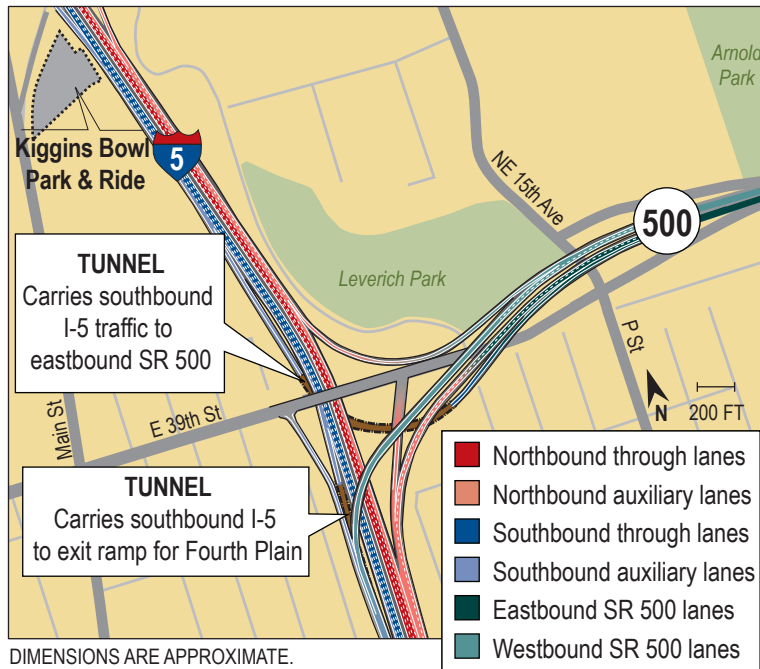 Arnold
Park
Kiggins Bowl
Park & Ride
5
NE 15th Ave
500
TUNNEL
Carries southbound
I-5 traffic to
eastbound SR 500
Leverich Park
P St
N
200 FT
Main St
E 39th St
TUNNEL
Carries southbound I-5
to exit ramp for Fourth Plain
Northbound through lanes
Northbound auxiliary lanes
Southbound through lanes
Southbound auxiliary lanes
Eastbound SR 500 lanes
Westbound SR 500 lanes
DIMENSIONS ARE APPROXIMATE.